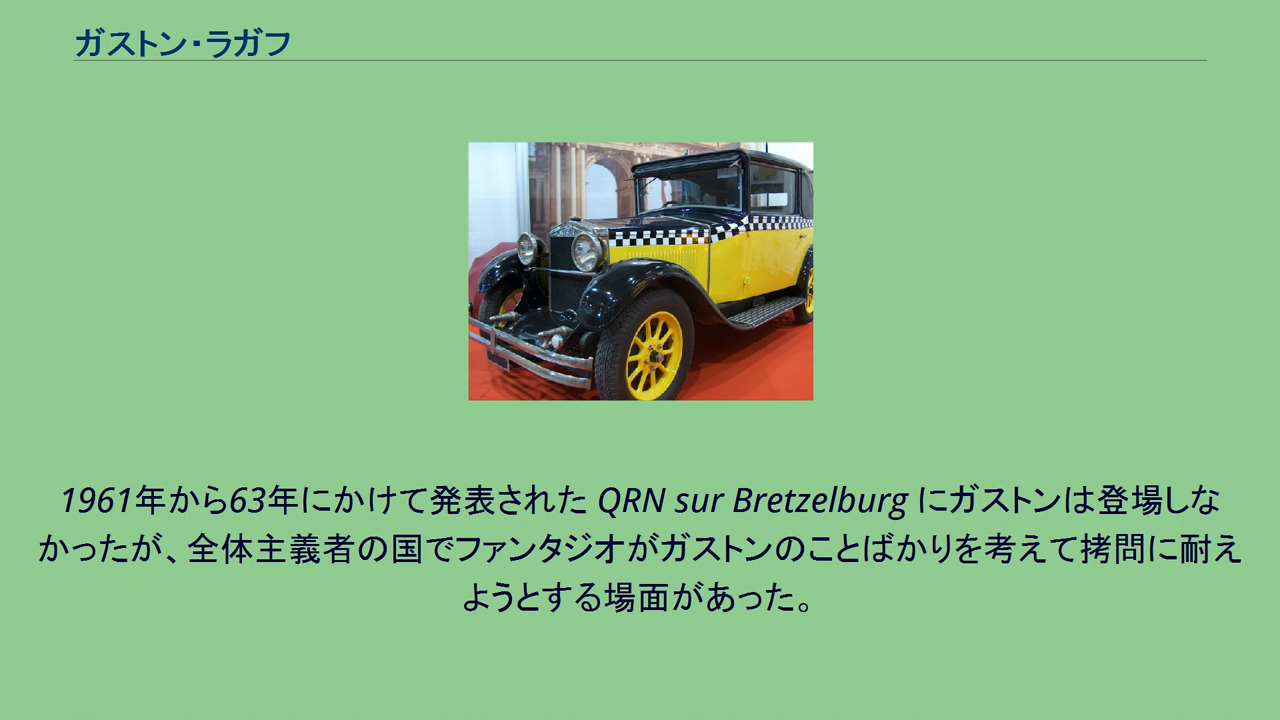 ガストン・ラガフ
1961年から63年にかけて発表された QRN sur Bretzelburg にガストンは登場しな
かったが、全体主義者の国でファンタジオがガストンのことばかりを考えて拷問に耐え
ようとする場面があった。